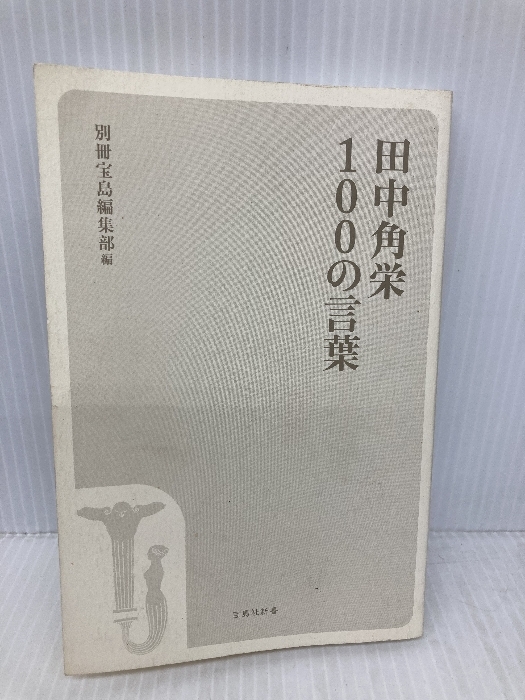 田中角栄
100の言葉
別冊宝島編集部 編
宝島社新書